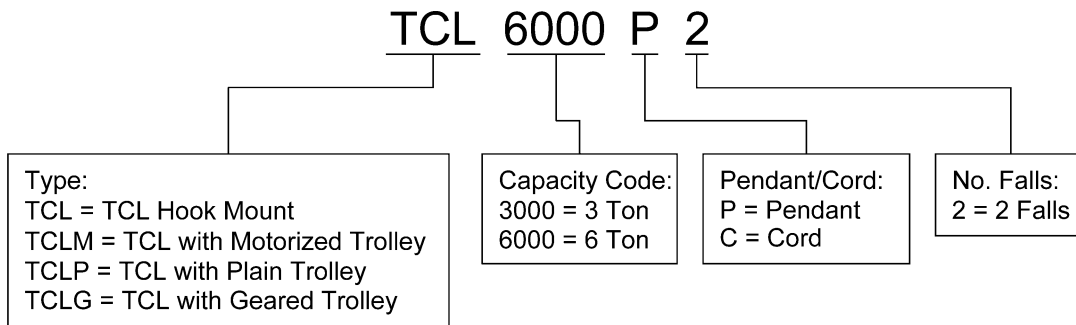 TCL 6000 P 2
Type:
TCL = TCL Hook Mount
TCLM = TCL with Motorized Trolley
TCLP = TCL with Plain Trolley
TCLG = TCL with Geared Trolley
Capacity Code:
3000 = 3 Ton
6000 = 6 Ton
Pendant/Cord:
P = Pendant
C = Cord
No. Falls:
2 = 2 Falls